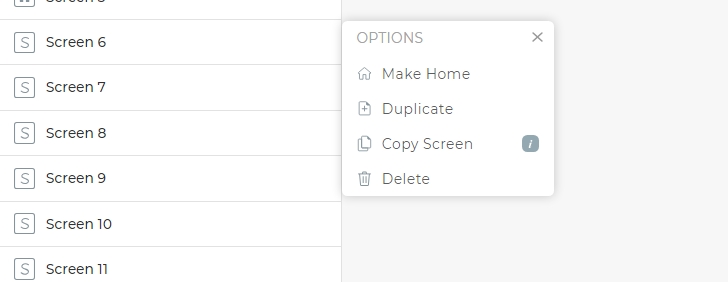 Screen 6
Screen 7
Screen 8
Screen 9
Screen 10
Screen 11
OPTIONS
Make Home
Duplicate
Copy Screen
Delete